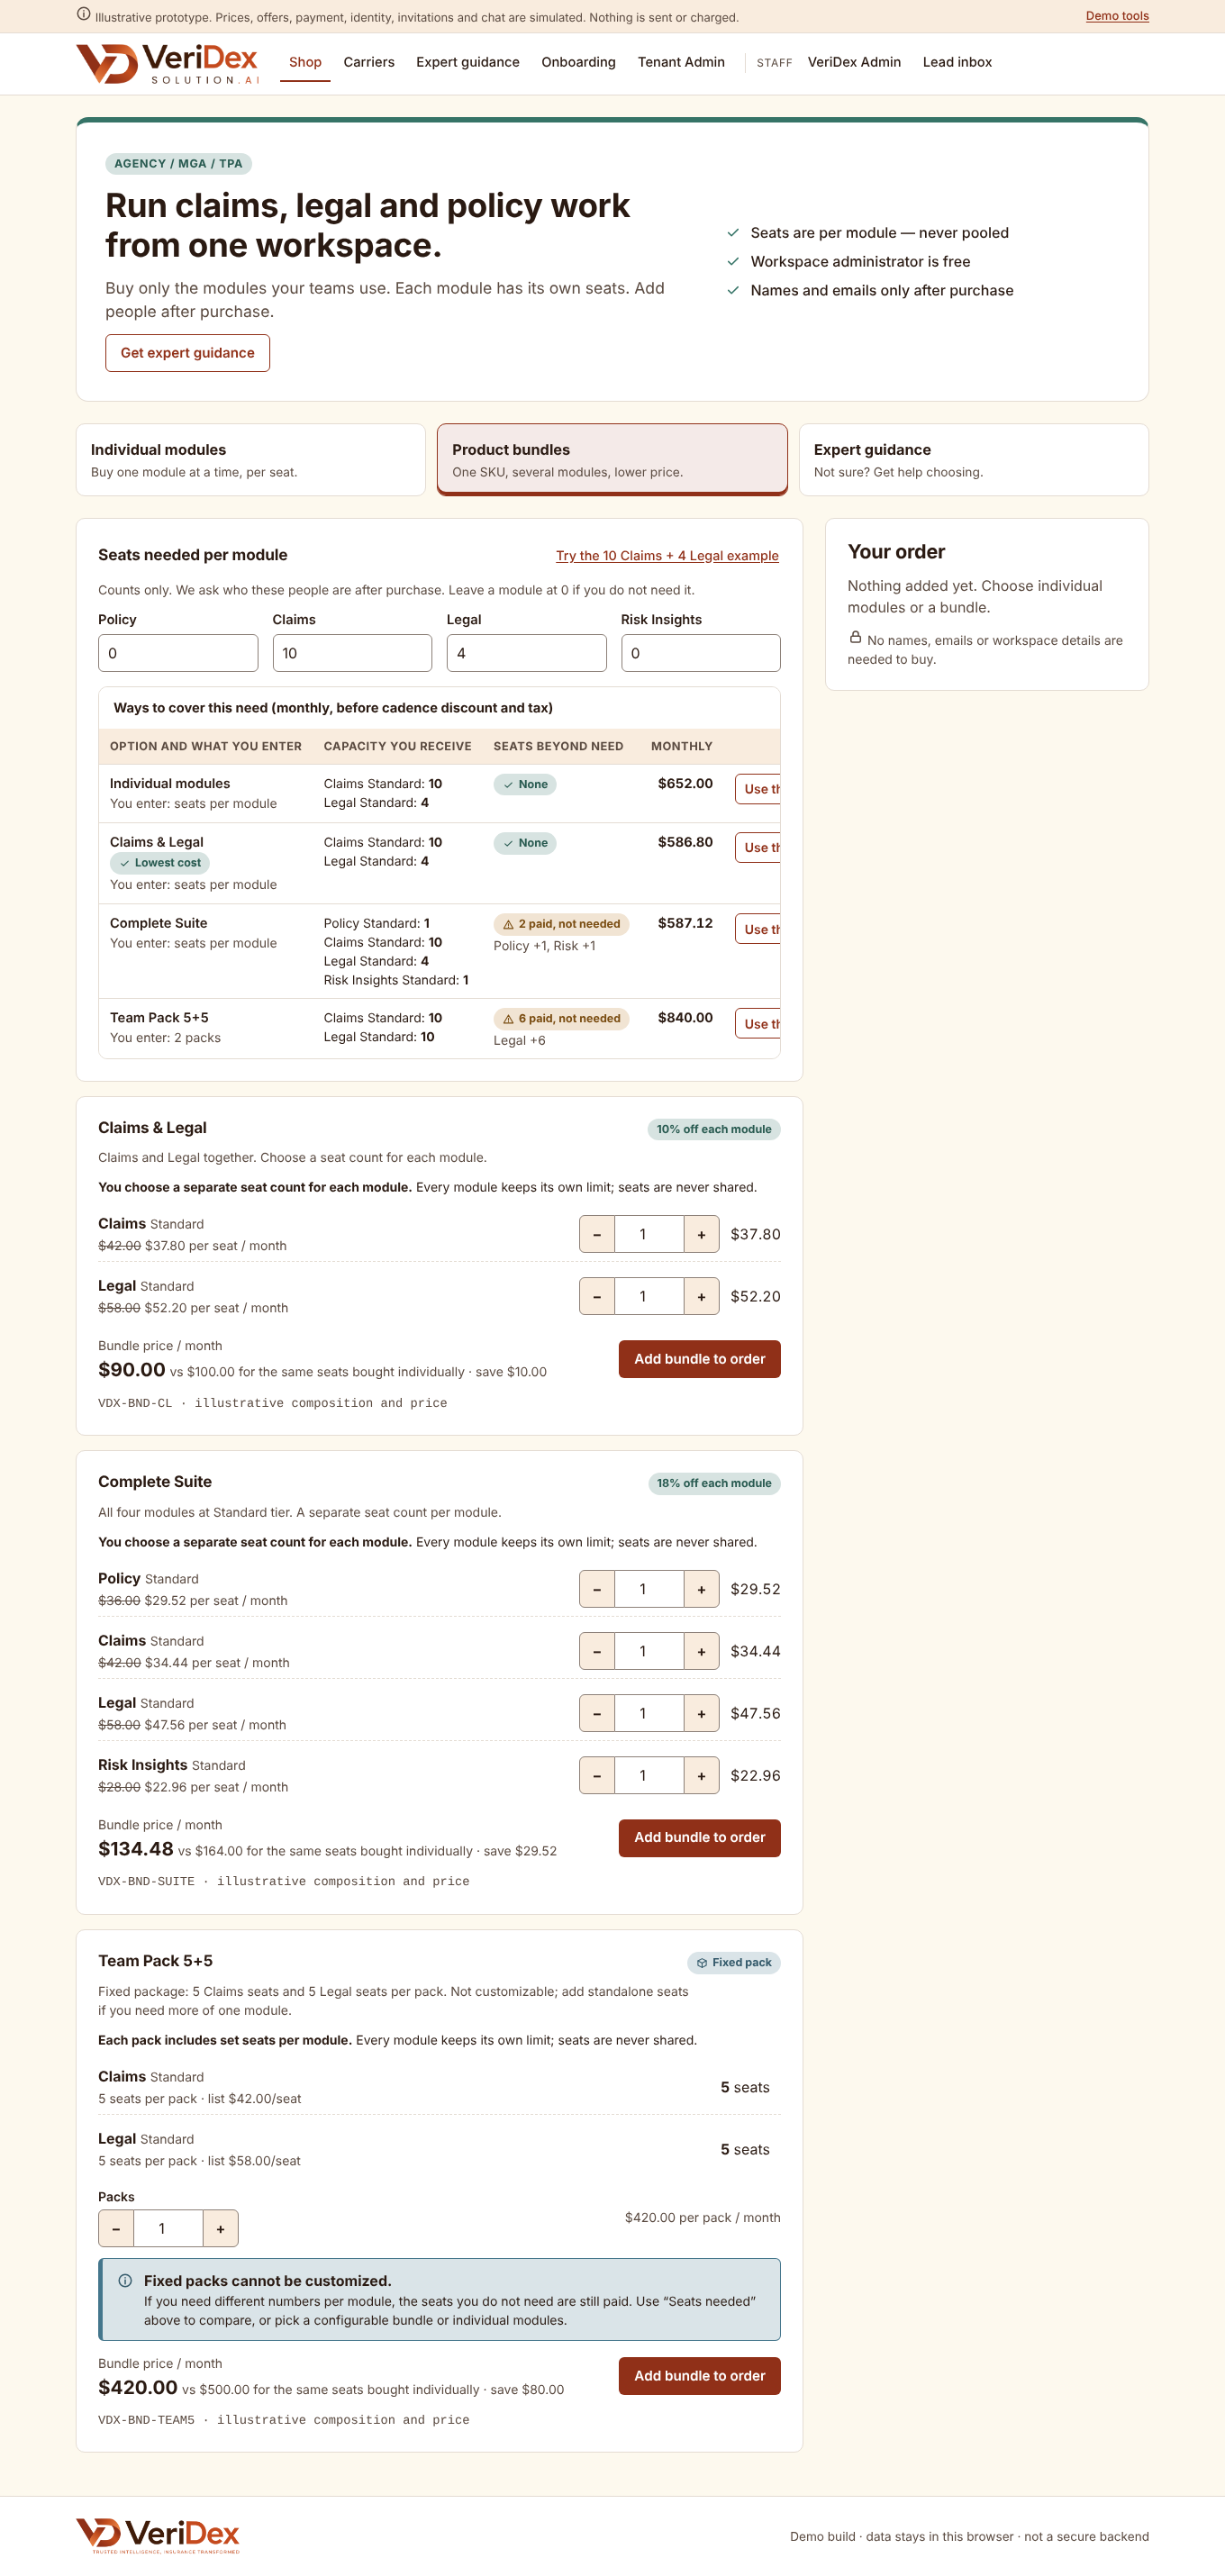 Illustrative prototype. Prices, offers, payment, identity, invitations and chat are simulated. Nothing is sent or charged.
Demo tools
VeriDex
SOLUTION.AI
Shop
Carriers
Expert guidance
Onboarding
Tenant Admin
STAFF
VeriDex Admin
Lead inbox
AGENCY / MGA / TPA
Run claims, legal and policy work
from one workspace.
Buy only the modules your teams use. Each module has its own seats. Add
people after purchase.
Get expert guidance
Seats are per module — never pooled
Workspace administrator is free
Names and emails only after purchase
Individual modules
Buy one module at a time, per seat.
Product bundles
One SKU, several modules, lower price.
Expert guidance
Not sure? Get help choosing.
Seats needed per module
Try the 10 Claims + 4 Legal example
Counts only. We ask who these people are after purchase. Leave a module at 0 if you do not need it.
Policy
Claims
Legal
Risk Insights
0
10
4
0
Ways to cover this need (monthly, before cadence discount and tax)
OPTION AND WHAT YOU ENTER
CAPACITY YOU RECEIVE
SEATS BEYOND NEED
MONTHLY
Individual modules
You enter: seats per module
Claims Standard: 10
Legal Standard: 4
None
$652.00
Use th
Claims & Legal
Lowest cost
You enter: seats per module
Claims Standard: 10
Legal Standard: 4
None
$586.80
Use th
Complete Suite
You enter: seats per module
Policy Standard: 1
Claims Standard: 10
Legal Standard: 4
Risk Insights Standard: 1
2 paid, not needed
Policy +1, Risk +1
$587.12
Use th
Team Pack 5+5
You enter: 2 packs
Claims Standard: 10
Legal Standard: 10
6 paid, not needed
Legal +6
$840.00
Use th
Your order
Nothing added yet. Choose individual
modules or a bundle.
No names, emails or workspace details are
needed to buy.
Claims & Legal
10% off each module
Claims and Legal together. Choose a seat count for each module.
You choose a separate seat count for each module. Every module keeps its own limit; seats are never shared.
Claims Standard
$42.00 $37.80 per seat / month
− 1 + $37.80
Legal Standard
$58.00 $52.20 per seat / month
− 1 + $52.20
Bundle price / month
$90.00 vs $100.00 for the same seats bought individually · save $10.00
Add bundle to order
VDX-BND-CL · illustrative composition and price
Complete Suite
18% off each module
All four modules at Standard tier. A separate seat count per module.
You choose a separate seat count for each module. Every module keeps its own limit; seats are never shared.
Policy Standard
$36.00 $29.52 per seat / month
− 1 + $29.52
Claims Standard
$42.00 $34.44 per seat / month
− 1 + $34.44
Legal Standard
$58.00 $47.56 per seat / month
− 1 + $47.56
Risk Insights Standard
$28.00 $22.96 per seat / month
− 1 + $22.96
Bundle price / month
$134.48 vs $164.00 for the same seats bought individually · save $29.52
Add bundle to order
VDX-BND-SUITE · illustrative composition and price
Team Pack 5+5
Fixed pack
Fixed package: 5 Claims seats and 5 Legal seats per pack. Not customizable; add standalone seats
if you need more of one module.
Each pack includes set seats per module. Every module keeps its own limit; seats are never shared.
Claims Standard
5 seats per pack · list $42.00/seat
5 seats
Legal Standard
5 seats per pack · list $58.00/seat
5 seats
Packs
− 1 +
$420.00 per pack / month
Fixed packs cannot be customized.
If you need different numbers per module, the seats you do not need are still paid. Use “Seats needed”
above to compare, or pick a configurable bundle or individual modules.
Bundle price / month
$420.00 vs $500.00 for the same seats bought individually · save $80.00
Add bundle to order
VDX-BND-TEAM5 · illustrative composition and price
VeriDex
TRUSTED INTELLIGENCE, INSURANCE TRANSFORMED
Demo build · data stays in this browser · not a secure backend